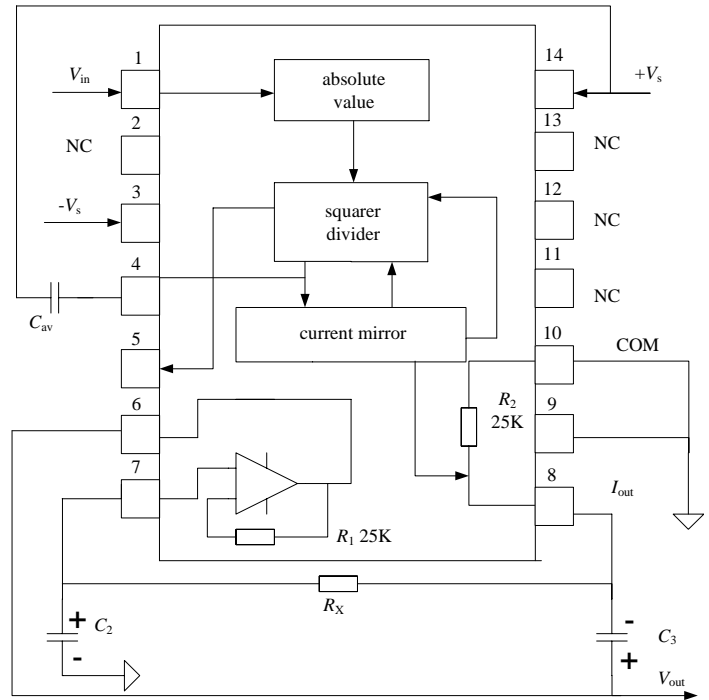 1
14
V_in
absolute
value
+V_s
2
13
NC
NC
3
12
-V_s
squarer
divider
NC
4
11
C_av
NC
current mirror
5
10
COM
6
R_2
25K
9
7
8
I_out
R_1 25K
R_X
+
C_2
-
-
C_3
+
V_out